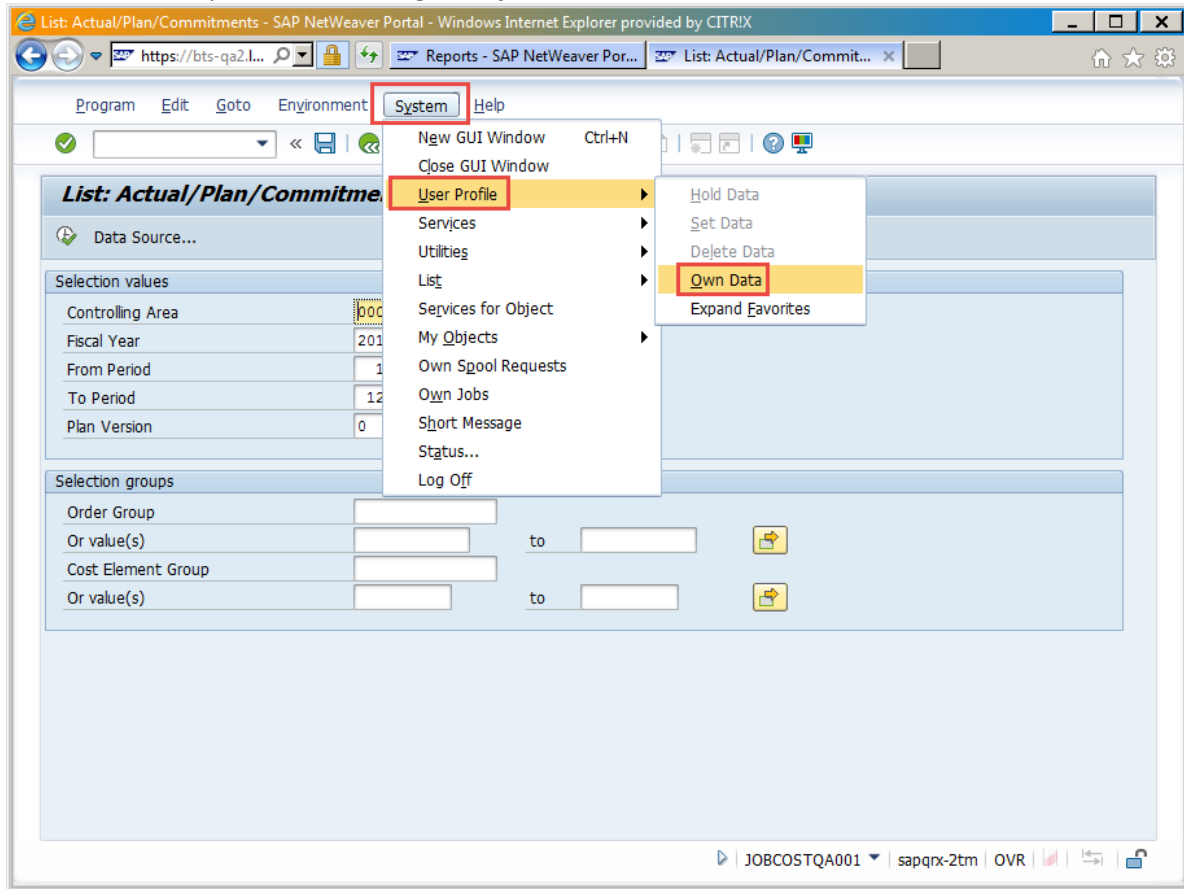 List: Actual/Plan/Commitments - SAP NetWeaver Portal - Windows Internet Explorer provided by CITR!X
https://bts-qa2.l... Reports - SAP NetWeaver Por... List: Actual/Plan/Commit...
Program Edit Goto Environment System Help
New GUI Window Ctrl+N
Close GUI Window
List: Actual/Plan/Commitme
User Profile
Hold Data
Services
Set Data
Data Source...
Utilities
Delete Data
Selection values
List
Own Data
Controlling Area 000
Services for Object
Expand Favorites
Fiscal Year 201
My Objects
From Period 1
Own Spool Requests
To Period 12
Own Jobs
Plan Version 0
Short Message
Status...
Selection groups
Log Off
Order Group
Or value(s) to
Cost Element Group
Or value(s) to
JOBCOSTQA001 sapqrx-2tm OVR